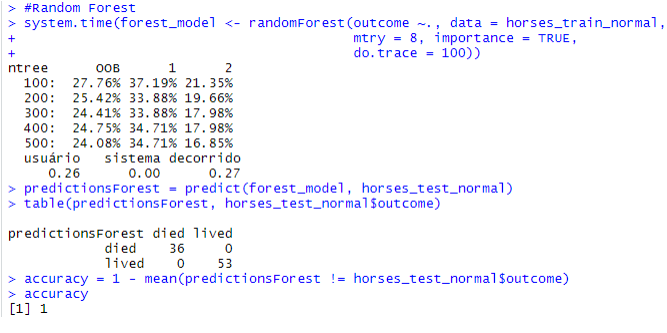 > #Random Forest
> system.time(forest_model <- randomForest(outcome ~., data = horses_train_normal,
+                                          mtry = 8, importance = TRUE,
+                                          do.trace = 100))
ntree      OOB      1      2
  100:  27.76% 37.19% 21.35%
  200:  25.42% 33.88% 19.66%
  300:  24.41% 33.88% 17.98%
  400:  24.75% 34.71% 17.98%
  500:  24.08% 34.71% 16.85%
  usuário   sistema decorrido
     0.26      0.00      0.27
> predictionsForest = predict(forest_model, horses_test_normal)
> table(predictionsForest, horses_test_normal$outcome)
predictionsForest died lived
            died    36     0
            lived    0    53
> accuracy = 1 - mean(predictionsForest != horses_test_normal$outcome)
> accuracy
[1] 1